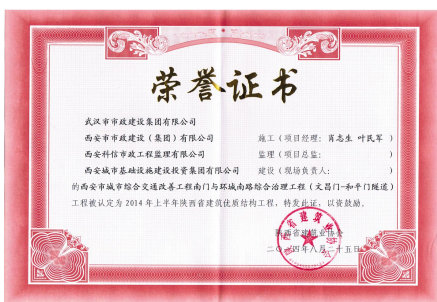 荣誉证书
武汉市市政建设集团有限公司
西安市市政建设（集团）有限公司 施工（项目经理：肖志生 叶民军 ）
西安科信市政工程监理有限公司 监理（项目总监： ）
西安城市基础设施建设投资集团有限公司 建设（现场负责人： ）
的西安市城市综合交通改善工程南门与环城南路综合治理工程（文昌门—和平门隧道）
工程被认定为2014年上半年陕西省建筑优质结构工程，特发此证，以资鼓励。
陕西省建筑业协会
二〇一四年八月二十五日